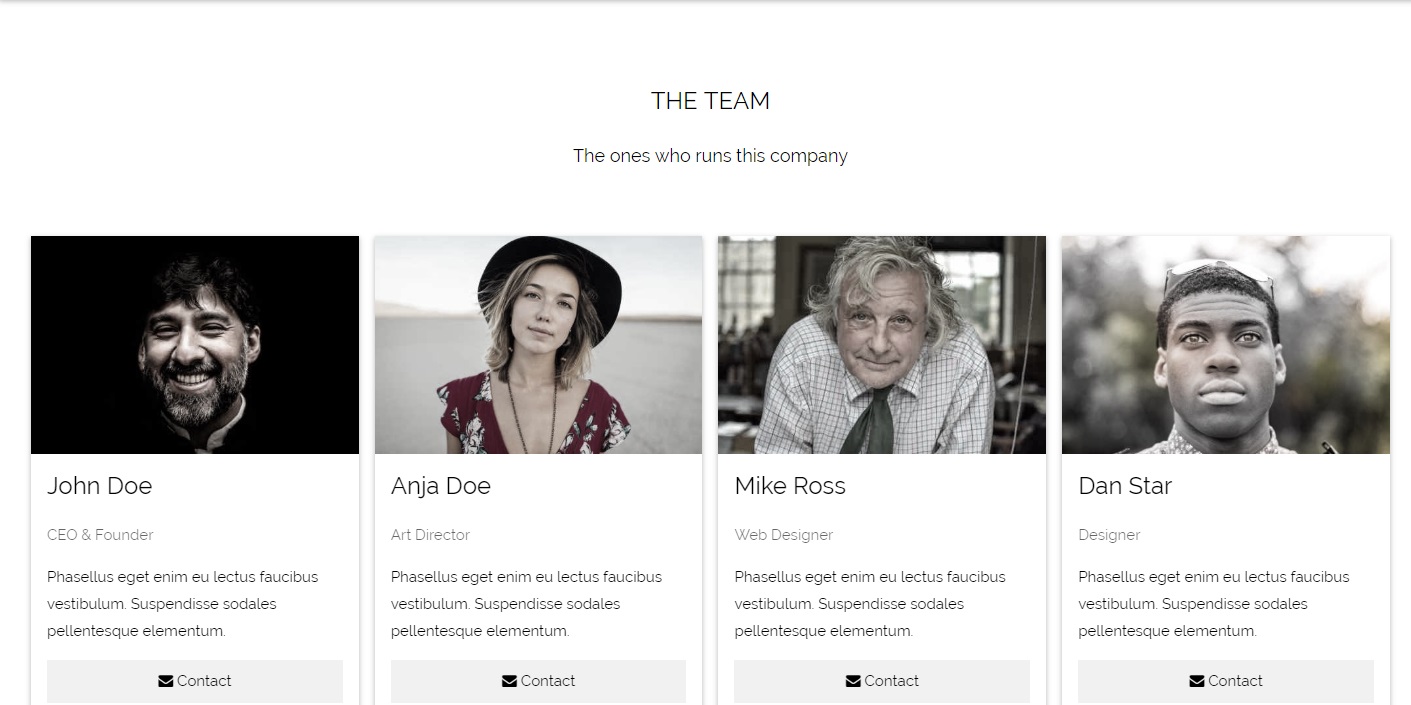 THE TEAM
The ones who runs this company
John Doe
CEO & Founder
Phasellus eget enim eu lectus faucibus
vestibulum. Suspendisse sodales
pellentesque elementum.
Contact
Anja Doe
Art Director
Phasellus eget enim eu lectus faucibus
vestibulum. Suspendisse sodales
pellentesque elementum.
Contact
Mike Ross
Web Designer
Phasellus eget enim eu lectus faucibus
vestibulum. Suspendisse sodales
pellentesque elementum.
Contact
Dan Star
Designer
Phasellus eget enim eu lectus faucibus
vestibulum. Suspendisse sodales
pellentesque elementum.
Contact